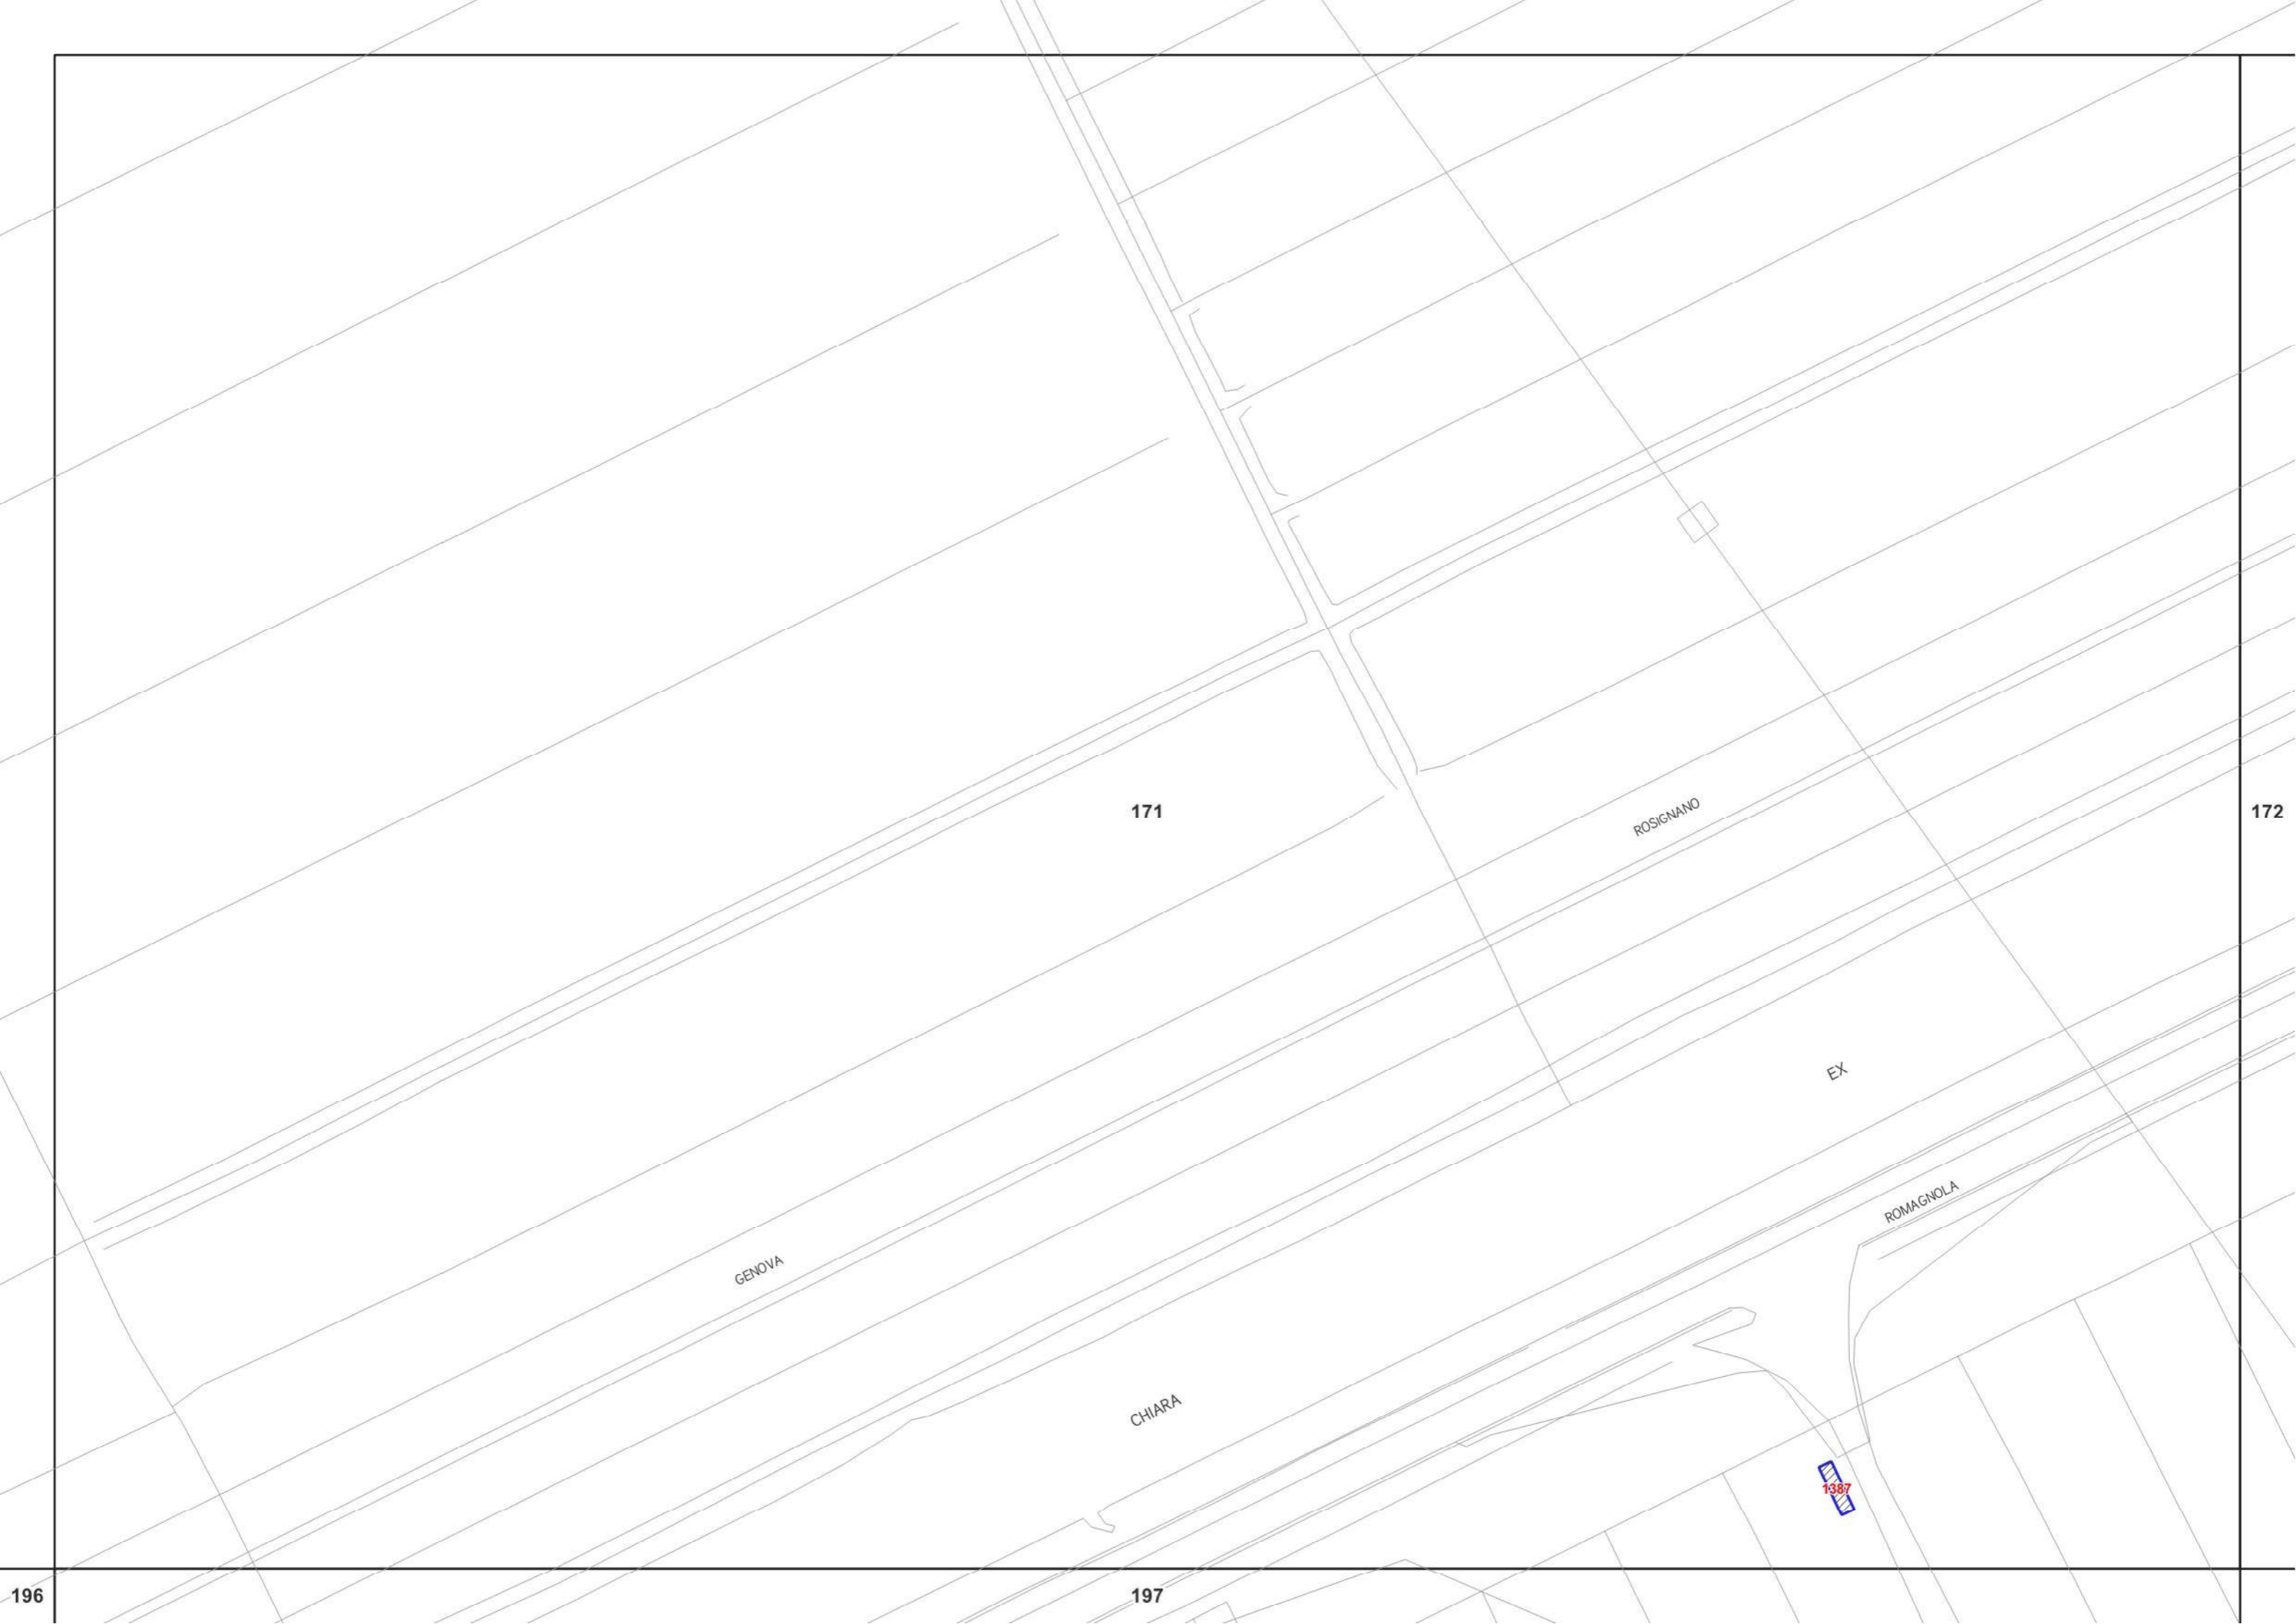 171
172
ROSIGNANO
EX
ROMAGNOLA
GENOVA
CHIARA
1387
196
197